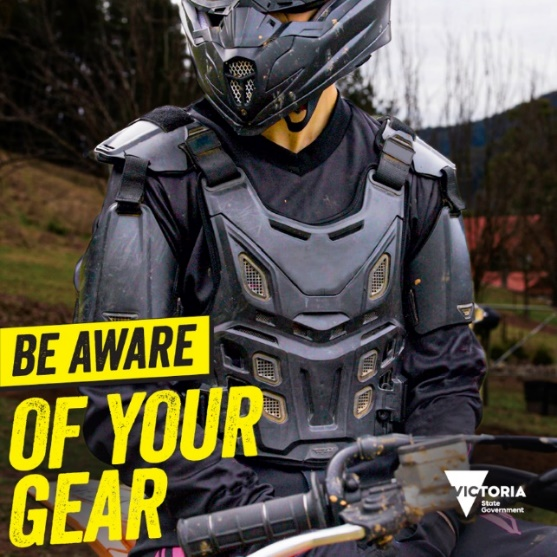 BE AWARE
OF YOUR
GEAR
VICTORIA
State
Government